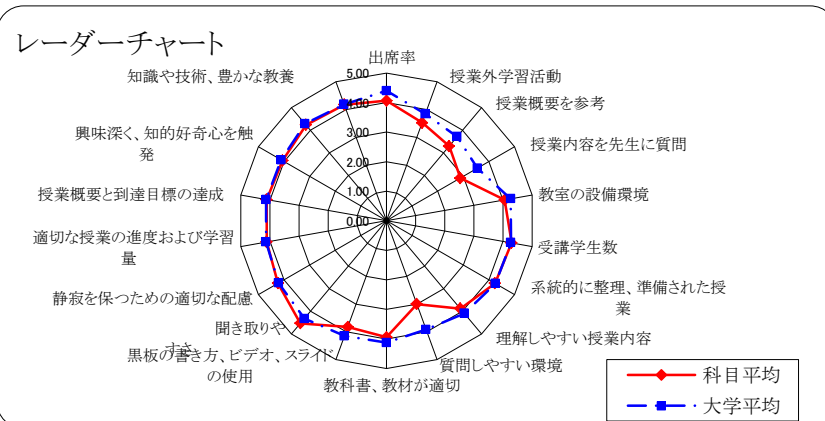 レーダーチャート
出席率
授業外学習活動
授業概要を参考
授業内容を先生に質問
教室の設備環境
受講学生数
系統的に整理、準備された授
業
理解しやすい授業内容
質問しやすい環境
教科書、教材が適切
黒板の書き方、ビデオ、スライド
の使用
聞き取りや
すさ
静寂を保つための適切な配慮
適切な授業の進度および学習
量
授業概要と到達目標の達成
興味深く、知的好奇心を触
発
知識や技術、豊かな教養
5.00
4.00
3.00
2.00
1.00
0.00
科目平均
大学平均